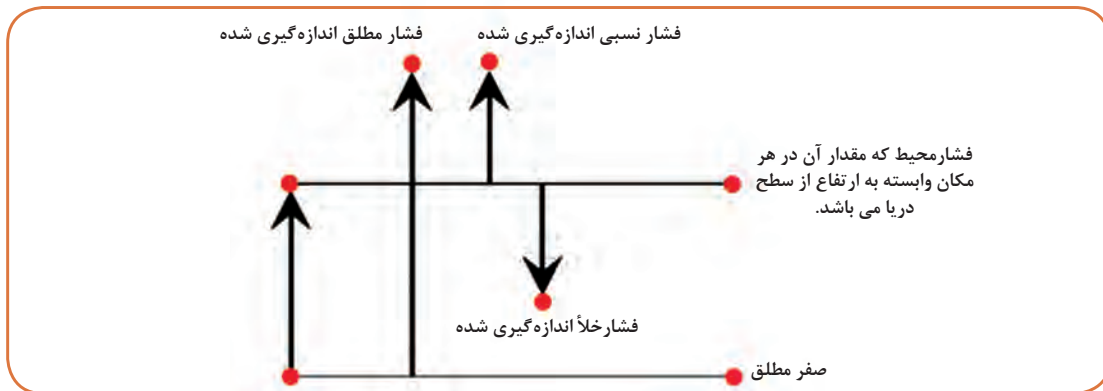 فشار نسبی اندازه‌گیری شده
فشار مطلق اندازه‌گیری شده
فشارمحیط که مقدار آن در هر
مکان وابسته به ارتفاع از سطح
دریا می باشد.
فشارخلأ اندازه‌گیری شده
صفر مطلق